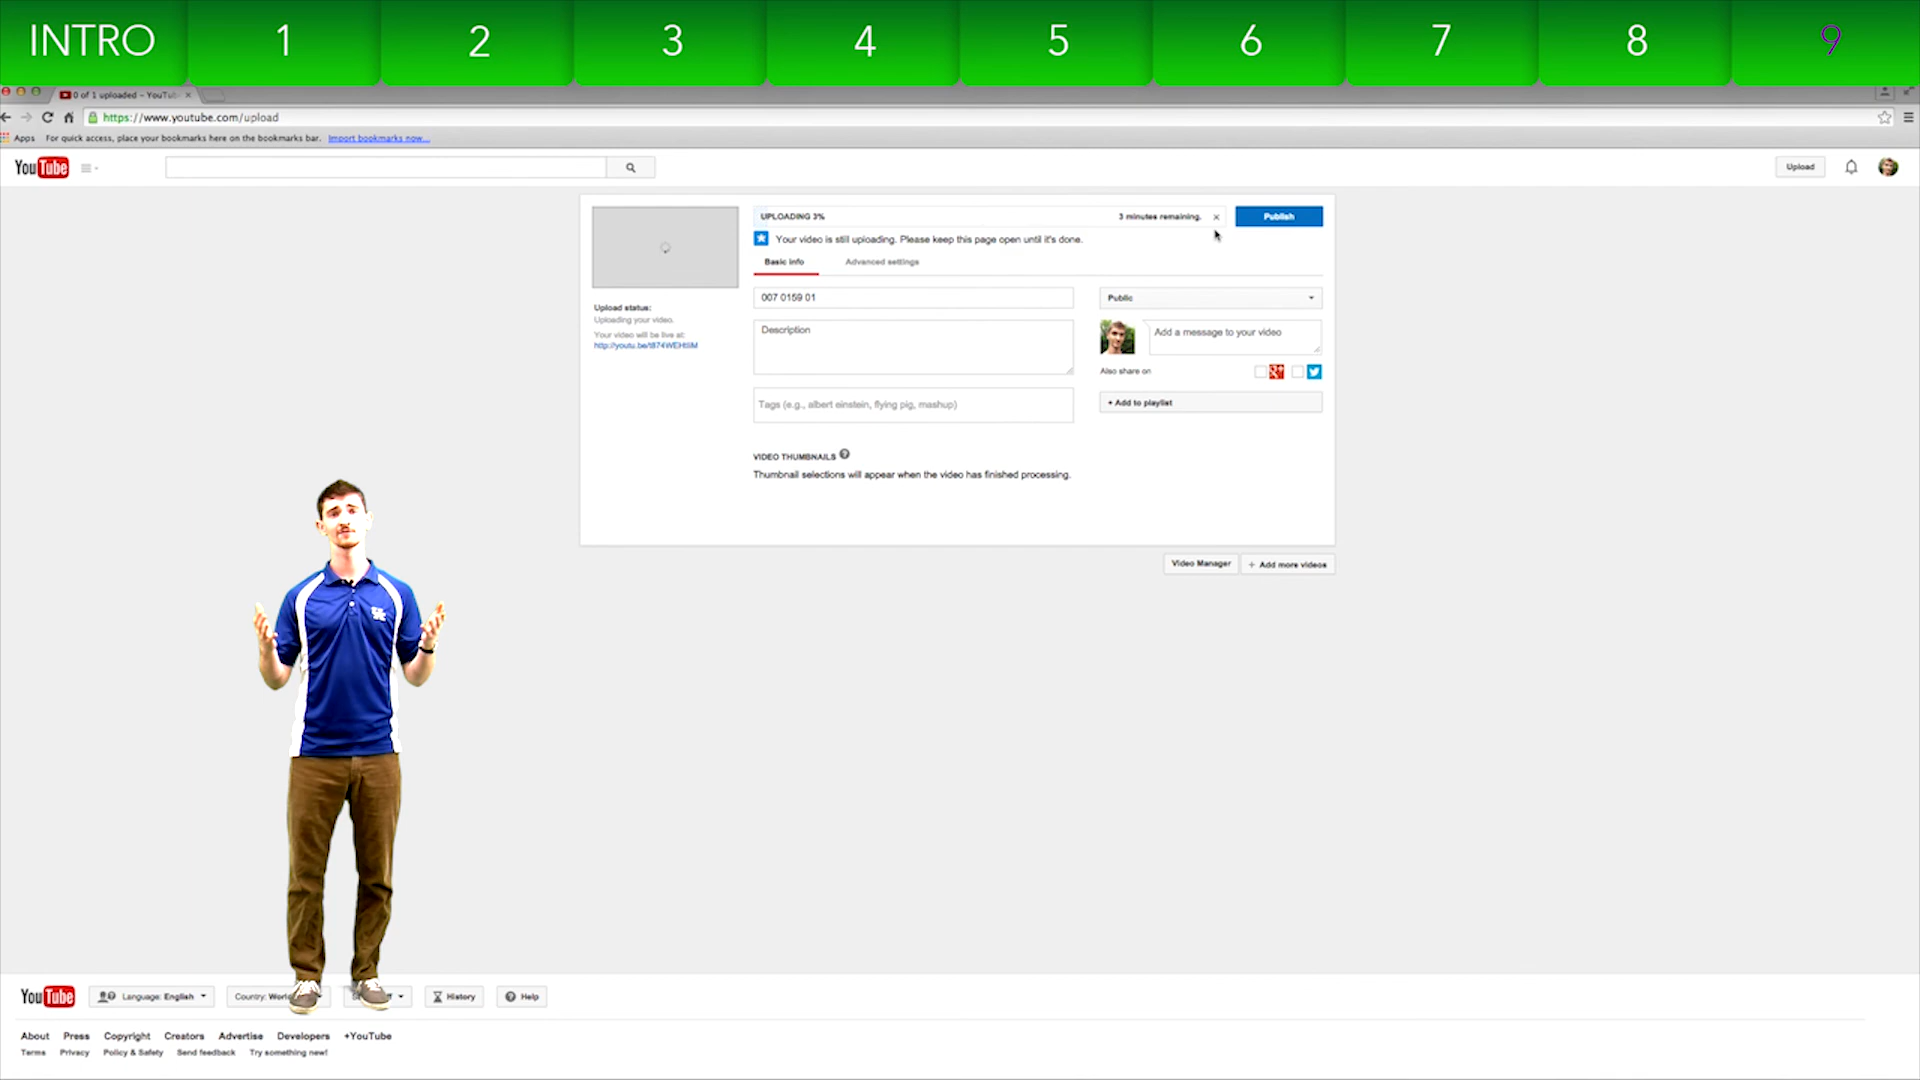 INTRO 1 2 3 4 5 6 7 8 9
0 of 1 uploaded - YouTub
https://www.youtube.com/upload
Apps For quick access, place your bookmarks here on the bookmarks bar. Import bookmarks now...
YouTube Upload
UPLOADING 3% 3 minutes remaining. Publish
Your video is still uploading. Please keep this page open until it's done.
Basic info Advanced settings
Upload status:
Uploading your video.
Your video will be live at:
007 0159 01
Description
Tags (e.g., albert einstein, flying pig, mashup)
Public
Add a message to your video
Also share on
+ Add to playlist
VIDEO THUMBNAILS
Thumbnail selections will appear when the video has finished processing.
Video Manager + Add more videos
YouTube Language: English Country: Worl History Help
About Press Copyright Creators Advertise Developers +YouTube
Terms Privacy Policy & Safety Send feedback Try something new!